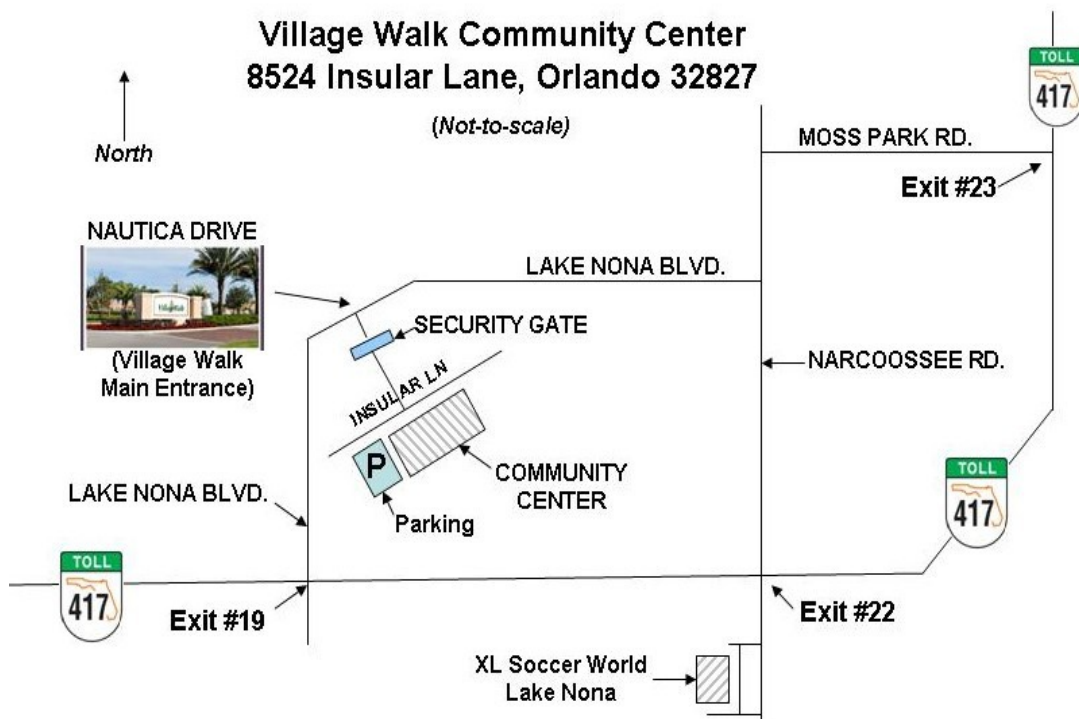 Village Walk Community Center
8524 Insular Lane, Orlando 32827
(Not-to-scale)
North
TOLL
417
MOSS PARK RD.
Exit #23
NAUTICA DRIVE
(Village Walk
Main Entrance)
LAKE NONA BLVD.
SECURITY GATE
NARCOOSSEE RD.
INSULAR LN
P
COMMUNITY
CENTER
Parking
LAKE NONA BLVD.
TOLL
417
TOLL
417
Exit #19
Exit #22
XL Soccer World
Lake Nona